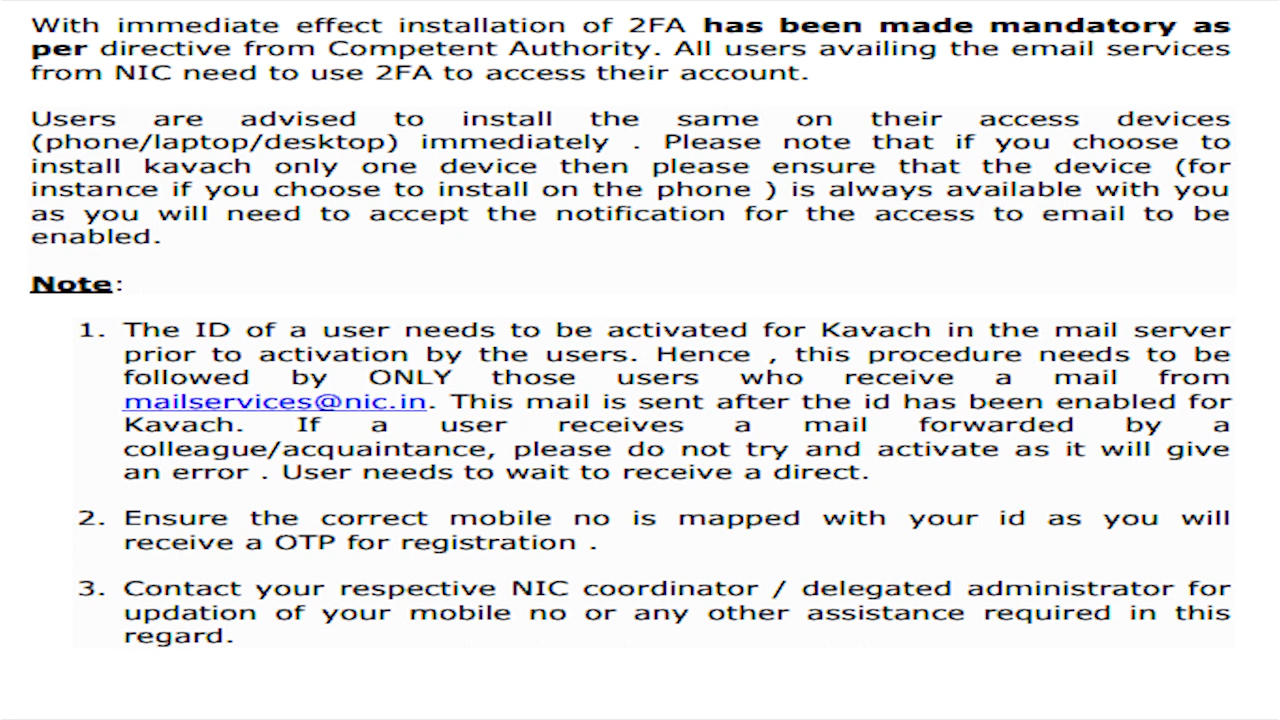 With immediate effect installation of 2FA has been made mandatory as
per directive from Competent Authority. All users availing the email services
from NIC need to use 2FA to access their account.
Users are advised to install the same on their access devices
(phone/laptop/desktop) immediately . Please note that if you choose to
install kavach only one device then please ensure that the device (for
instance if you choose to install on the phone ) is always available with you
as you will need to accept the notification for the access to email to be
enabled.
Note:
1. The ID of a user needs to be activated for Kavach in the mail server
prior to activation by the users. Hence , this procedure needs to be
followed by ONLY those users who receive a mail from
mailservices@nic.in. This mail is sent after the id has been enabled for
Kavach. If a user receives a mail forwarded by a
colleague/acquaintance, please do not try and activate as it will give
an error . User needs to wait to receive a direct.
2. Ensure the correct mobile no is mapped with your id as you will
receive a OTP for registration .
3. Contact your respective NIC coordinator / delegated administrator for
updation of your mobile no or any other assistance required in this
regard.